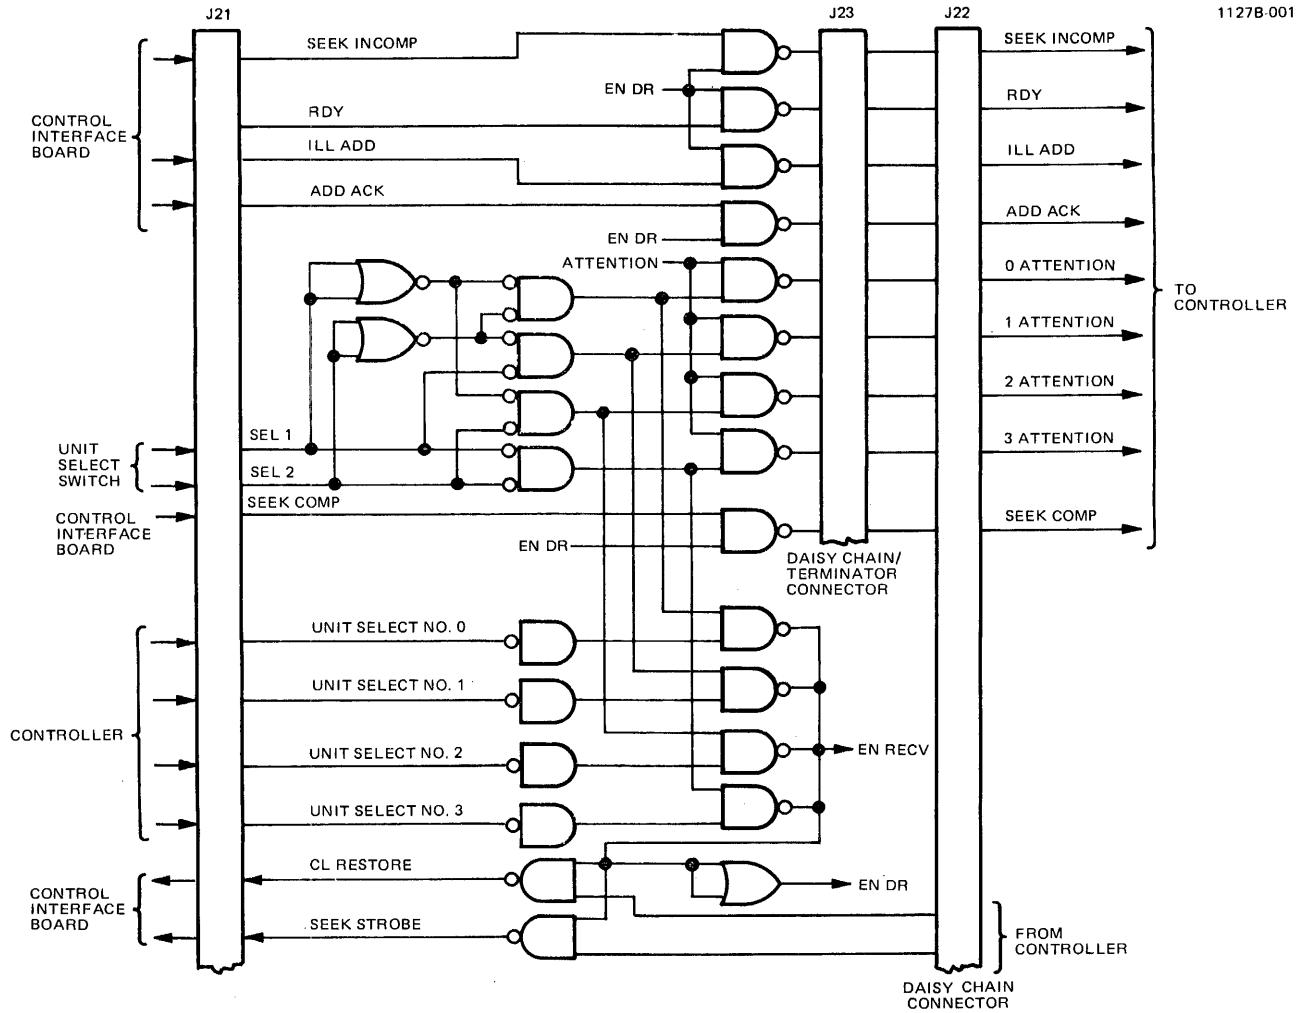 J21
J23
J22
1127B-001
SEEK INCOMP
SEEK INCOMP
EN DR
RDY
RDY
CONTROL
INTERFACE
BOARD
ILL ADD
ILL ADD
ADD ACK
ADD ACK
EN DR
ATTENTION
0 ATTENTION
TO
CONTROLLER
1 ATTENTION
2 ATTENTION
3 ATTENTION
UNIT
SELECT
SWITCH
SEL 1
SEL 2
SEEK COMP
SEEK COMP
CONTROL
INTERFACE
BOARD
EN DR
DAISY CHAIN/
TERMINATOR
CONNECTOR
UNIT SELECT NO. 0
UNIT SELECT NO. 1
CONTROLLER
UNIT SELECT NO. 2
EN RECV
UNIT SELECT NO. 3
CL RESTORE
EN DR
CONTROL
INTERFACE
BOARD
SEEK STROBE
FROM
CONTROLLER
DAISY CHAIN
CONNECTOR